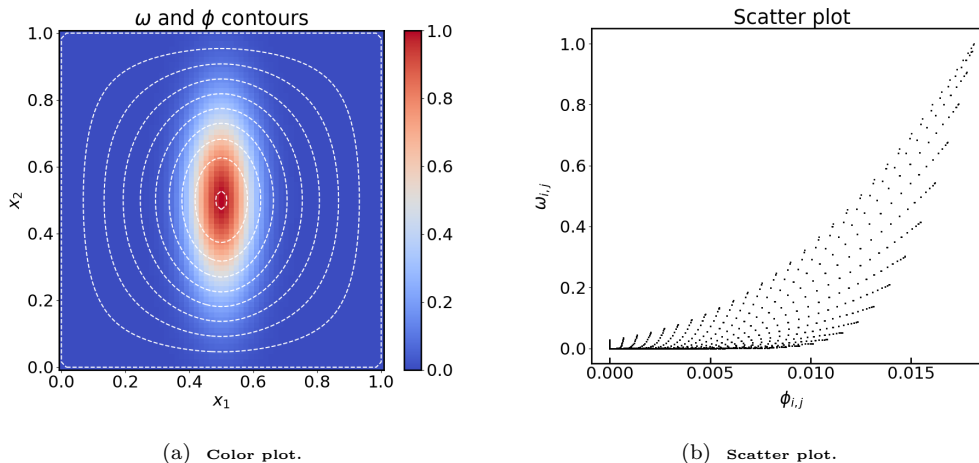 ω and ϕ contours
1.0
0.8
0.6
0.4
0.2
0.0
x₂
0.0 0.2 0.4 0.6 0.8 1.0
x₁
1.0
0.8
0.6
0.4
0.2
0.0
(a) Color plot.
Scatter plot
1.0
0.8
0.6
0.4
0.2
0.0
ω_{i,j}
0.000 0.005 0.010 0.015
ϕ_{i,j}
(b) Scatter plot.